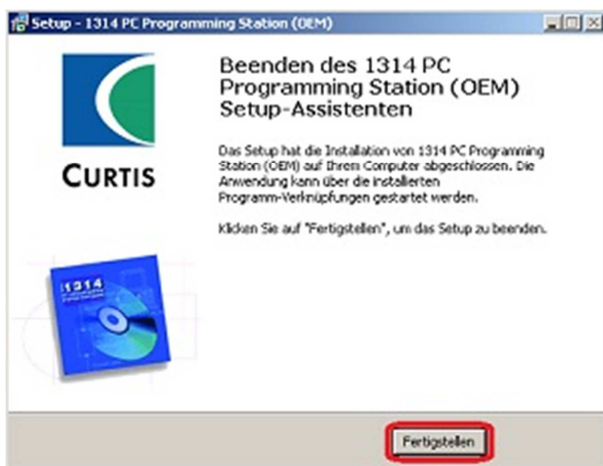 Setup - 1314 PC Programming Station (OEM)
Beenden des 1314 PC
Programming Station (OEM)
Setup-Assistenten
Das Setup hat die Installation von 1314 PC Programming
Station (OEM) auf Ihrem Computer abgeschlossen. Die
Anwendung kann über die installierten
Programm-Verknüpfungen gestartet werden.
Klicken Sie auf "Fertigstellen", um das Setup zu beenden.
CURTIS
1314
Fertigstellen